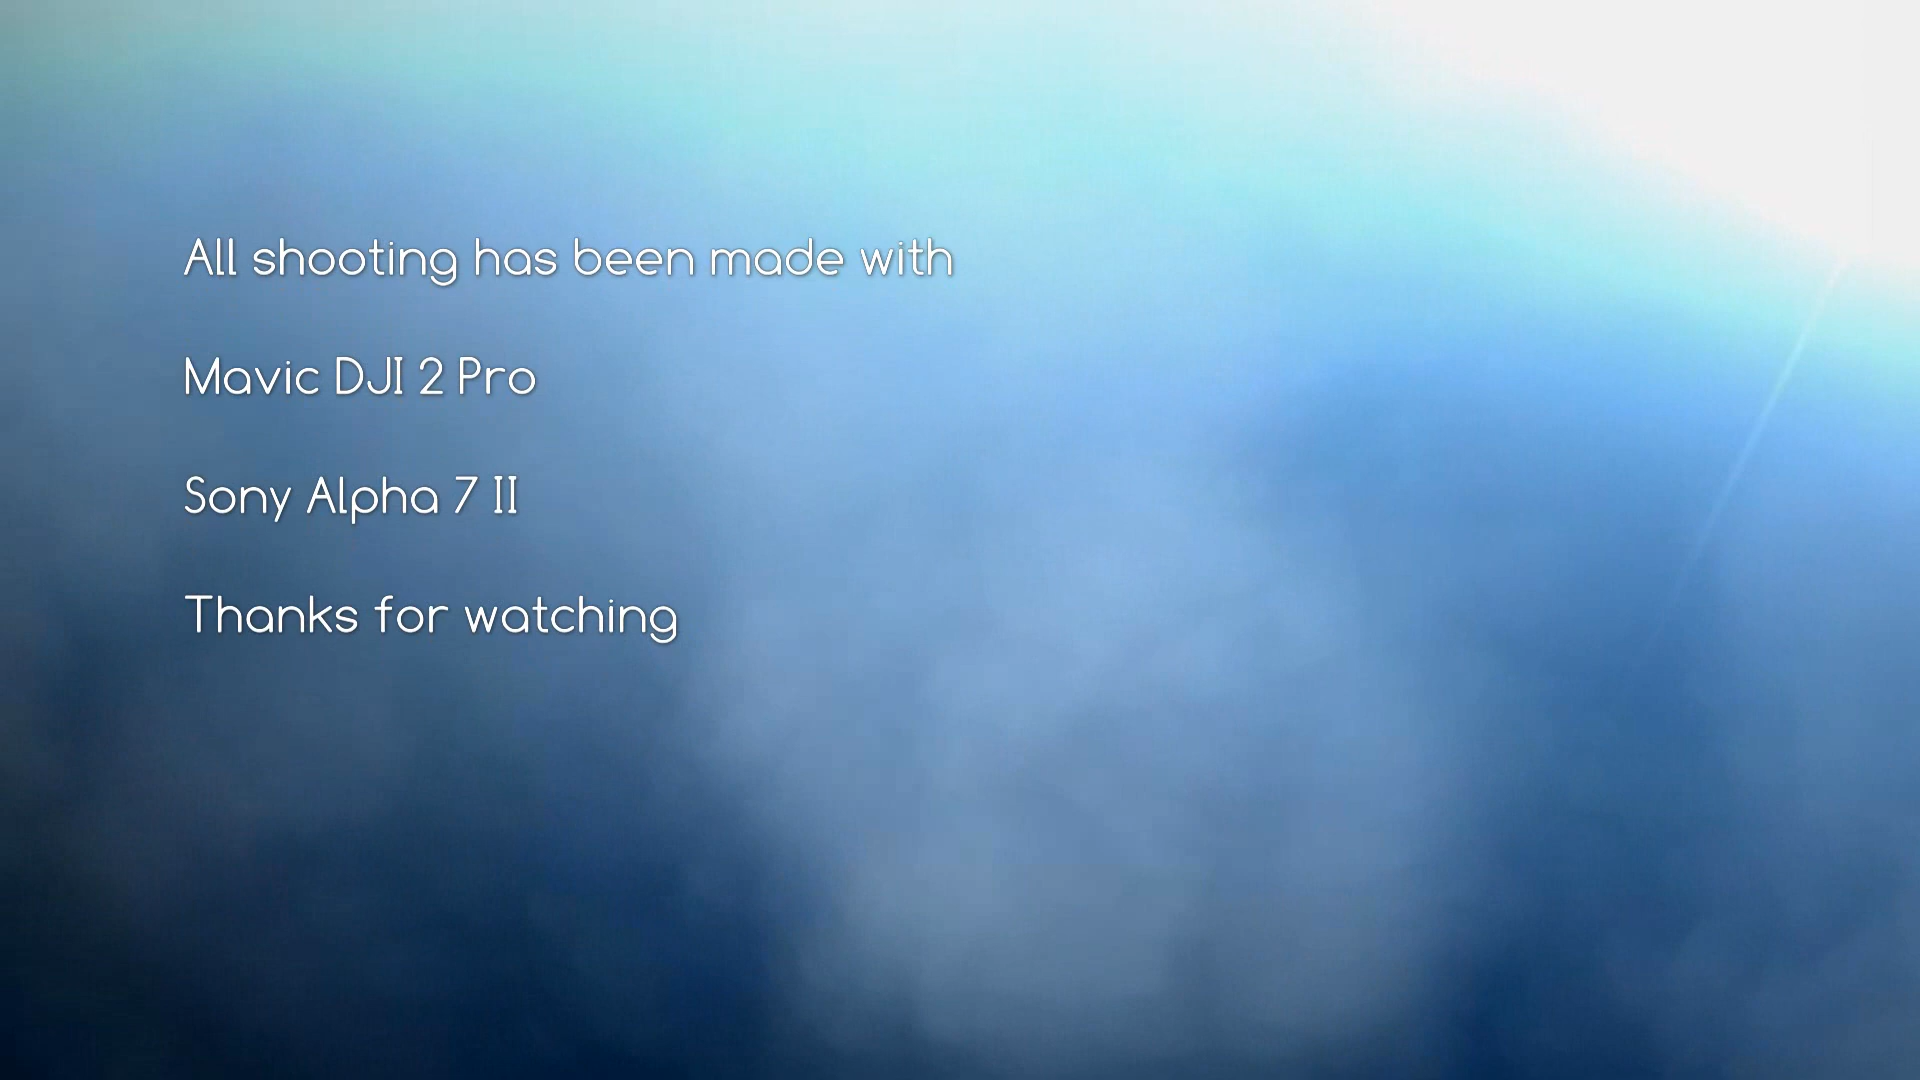 All shooting has been made with
Mavic DJI 2 Pro
Sony Alpha 7 II
Thanks for watching